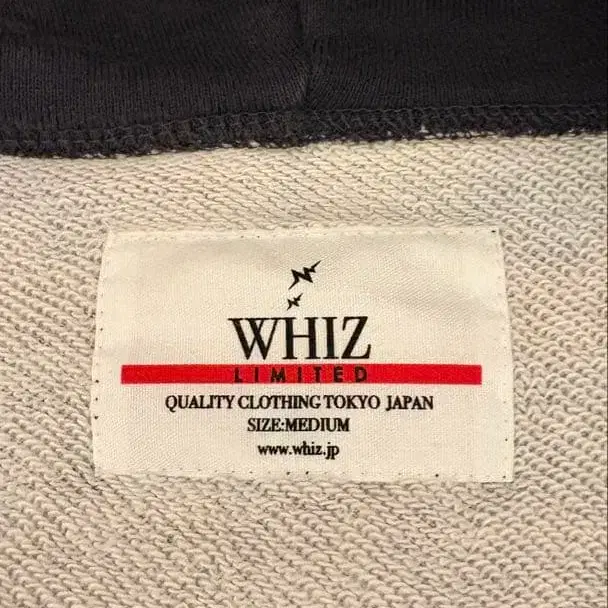 WHIZ
LIMITED
QUALITY CLOTHING TOKYO JAPAN
SIZE:MEDIUM
www.whiz.jp